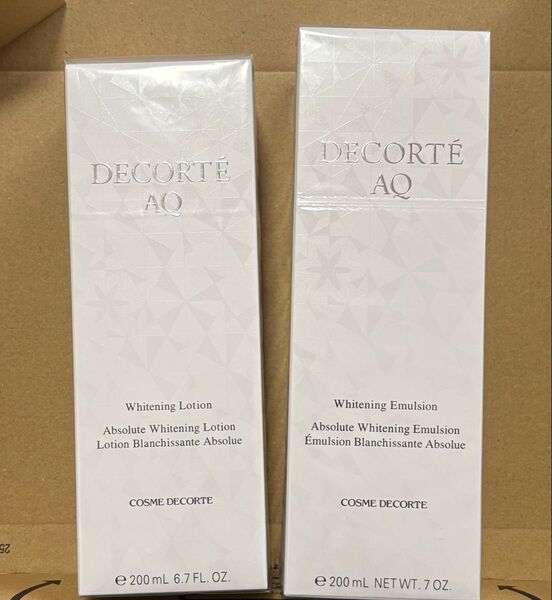 DECORTÉ
AQ
Whitening Lotion
Absolute Whitening Lotion
Lotion Blanchissante Absolue
COSME DECORTE
e 200 mL 6.7 FL. OZ.
DECORTÉ
AQ
Whitening Emulsion
Absolute Whitening Emulsion
Émulsion Blanchissante Absolue
COSME DECORTE
e 200 mL NET WT. 7 OZ.
25